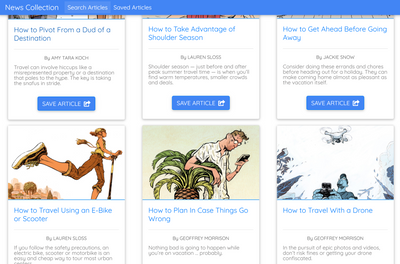 News Collection Search Articles Saved Articles
How to Pivot From a Dud of a
Destination
By AMY TARA KOCH
Travel can involve hiccups like a
misrepresented property or a destination
that pales to the hype. The key is taking
the snafus in stride.
SAVE ARTICLE
How to Take Advantage of
Shoulder Season
By LAUREN SLOSS
Shoulder season — just before and after
peak summer travel time — is when you'll
find warm temperatures, smaller crowds
and deals.
SAVE ARTICLE
How to Get Ahead Before Going
Away
By JACKIE SNOW
Consider doing these errands and chores
before heading out for a holiday. They can
make coming home almost as pleasant as
the vacation itself.
SAVE ARTICLE
How to Travel Using an E-Bike
or Scooter
By LAUREN SLOSS
If you follow the safety precautions, an
electric bike, scooter or motorbike is an
easy and cheap way to tour most urban
How to Plan In Case Things Go
Wrong
By GEOFFREY MORRISON
Nothing bad is going to happen while
you're on vacation ... probably.
How to Travel With a Drone
By GEOFFREY MORRISON
In the pursuit of epic photos and videos,
don't risk fines or getting your drone
confiscated.